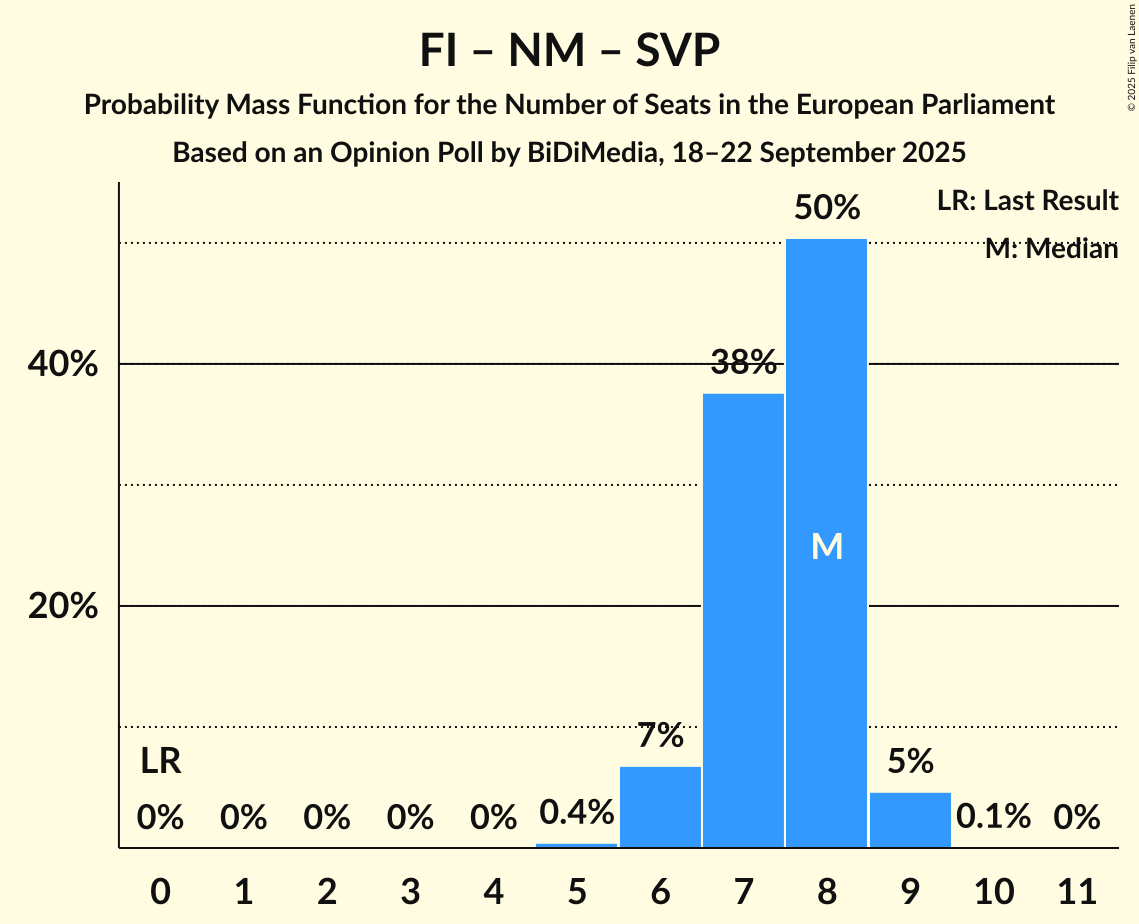 FI – NM – SVP
Probability Mass Function for the Number of Seats in the European Parliament
Based on an Opinion Poll by BiDiMedia, 18–22 September 2025
© 2025 Filip van Laenen
LR: Last Result
M: Median
50%
40%
38%
M
20%
7%
LR
5%
0% 0% 0% 0% 0% 0.4% 0.1% 0%
0 1 2 3 4 5 6 7 8 9 10 11